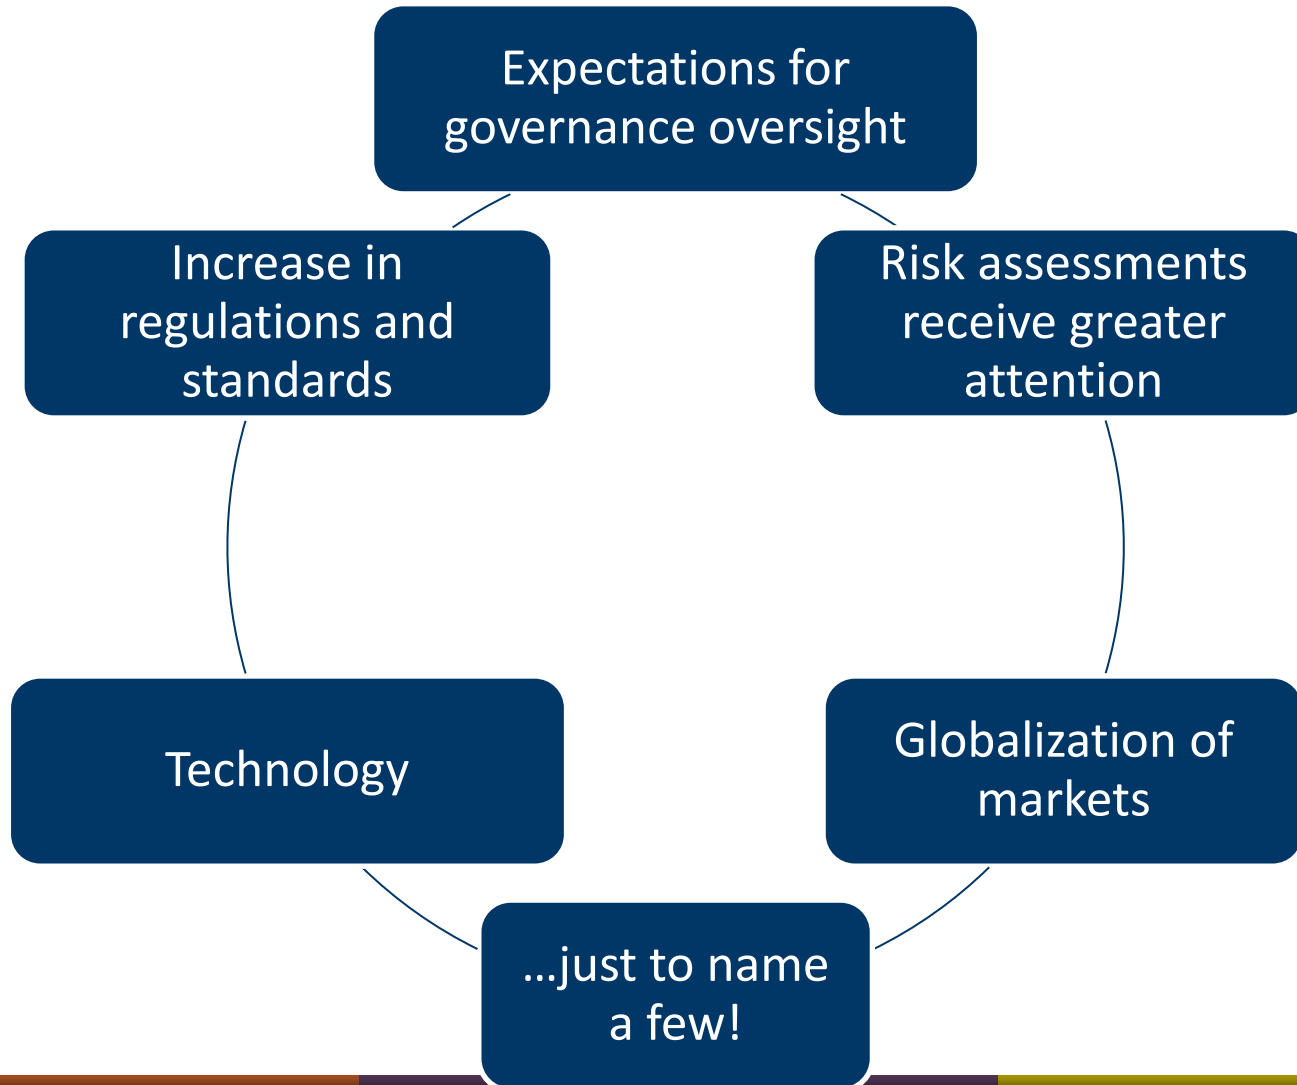 Expectations for
governance oversight
Increase in
regulations and
standards
Risk assessments
receive greater
attention
Technology
Globalization of
markets
...just to name
a few!